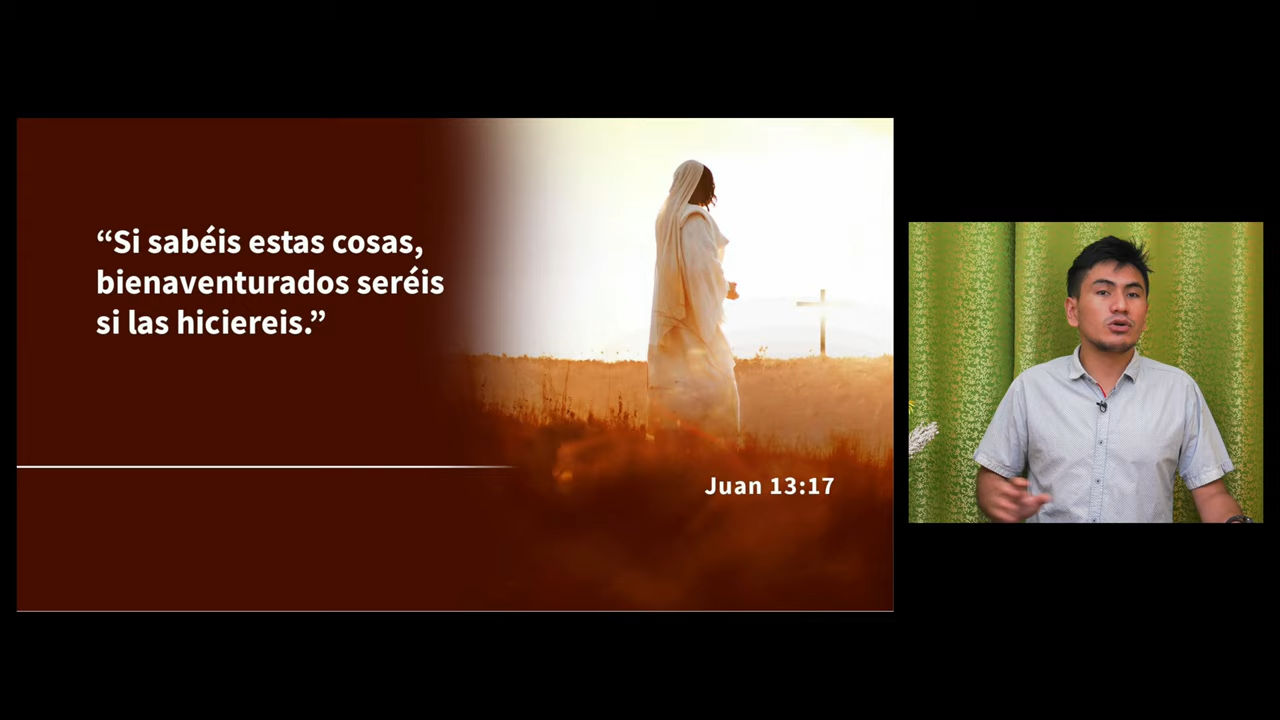 “Si sabéis estas cosas,
bienaventurados seréis
si las hiciereis.”
Juan 13:17